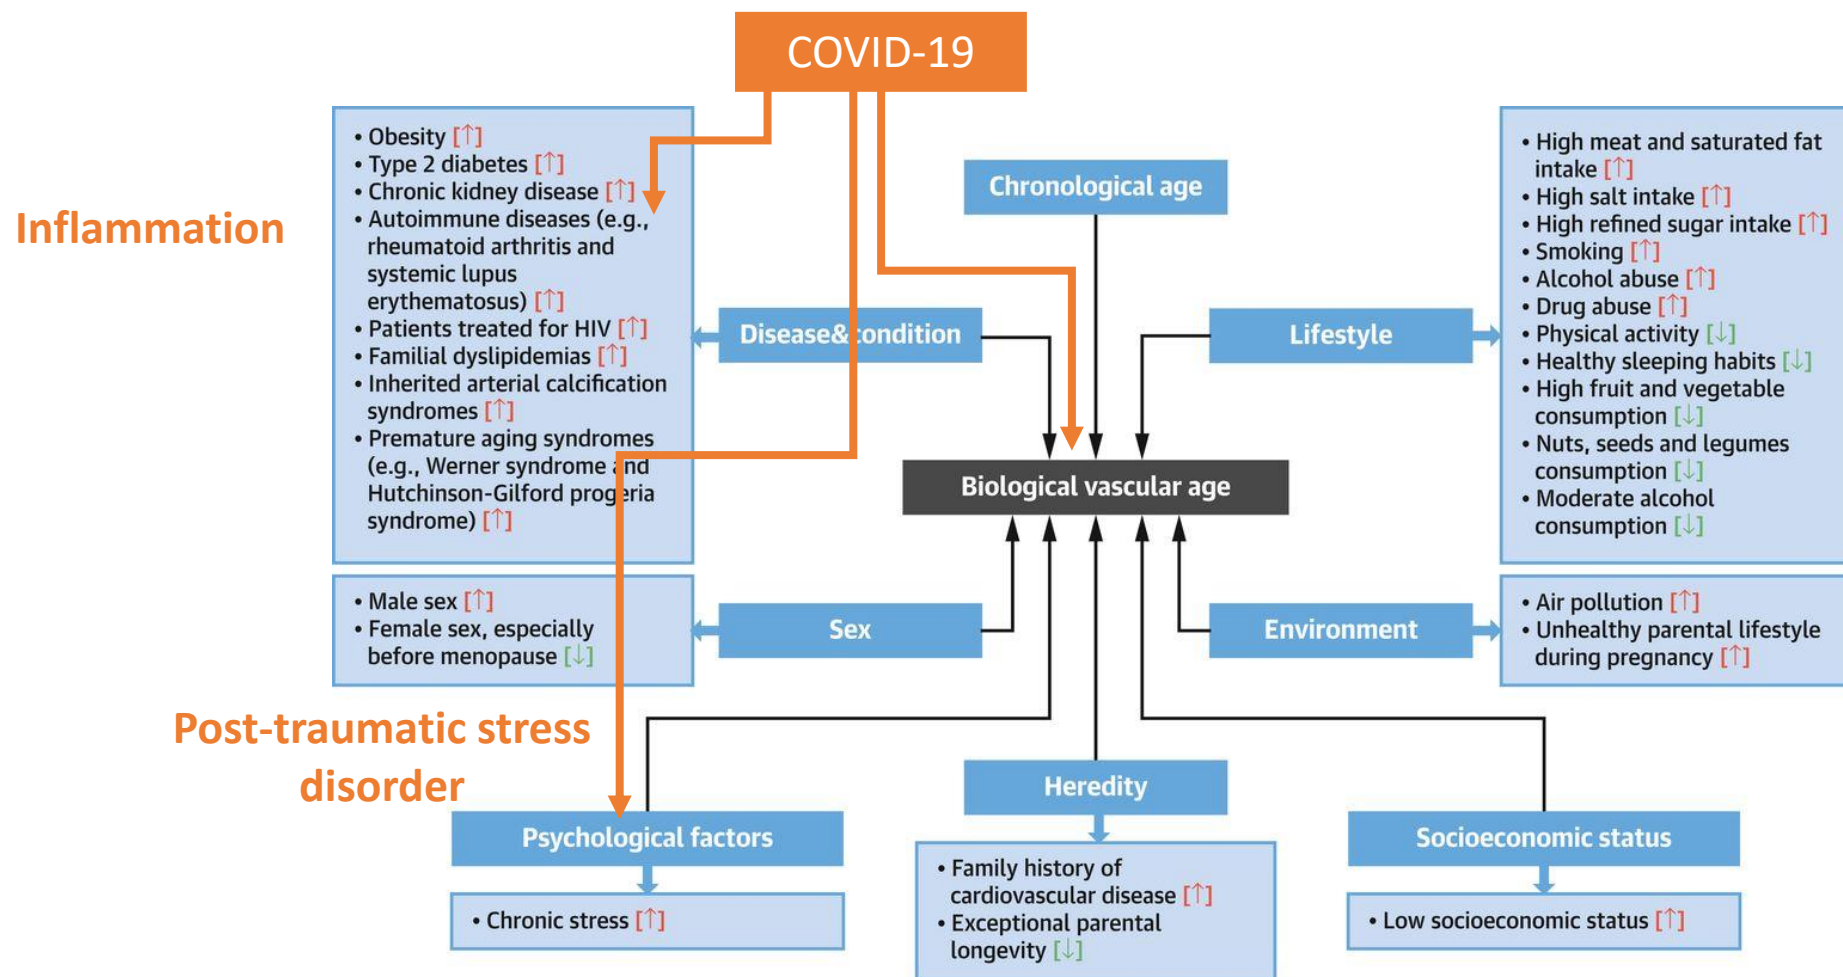 COVID-19
Inflammation
• Obesity [↑]
• Type 2 diabetes [↑]
• Chronic kidney disease [↑]
• Autoimmune diseases (e.g.,
rheumatoid arthritis and
systemic lupus
erythematosus) [↑]
• Patients treated for HIV [↑]
• Familial dyslipidemias [↑]
• Inherited arterial calcification
syndromes [↑]
• Premature aging syndromes
(e.g., Werner syndrome and
Hutchinson-Gilford progeria
syndrome) [↑]
Disease&condition
Chronological age
Lifestyle
• High meat and saturated fat
intake [↑]
• High salt intake [↑]
• High refined sugar intake [↑]
• Smoking [↑]
• Alcohol abuse [↑]
• Drug abuse [↑]
• Physical activity [↓]
• Healthy sleeping habits [↓]
• High fruit and vegetable
consumption [↓]
• Nuts, seeds and legumes
consumption [↓]
• Moderate alcohol
consumption [↓]
Biological vascular age
• Male sex [↑]
• Female sex, especially
before menopause [↓]
Sex
Environment
• Air pollution [↑]
• Unhealthy parental lifestyle
during pregnancy [↑]
Post-traumatic stress
disorder
Psychological factors
• Chronic stress [↑]
Heredity
• Family history of
cardiovascular disease [↑]
• Exceptional parental
longevity [↓]
Socioeconomic status
• Low socioeconomic status [↑]